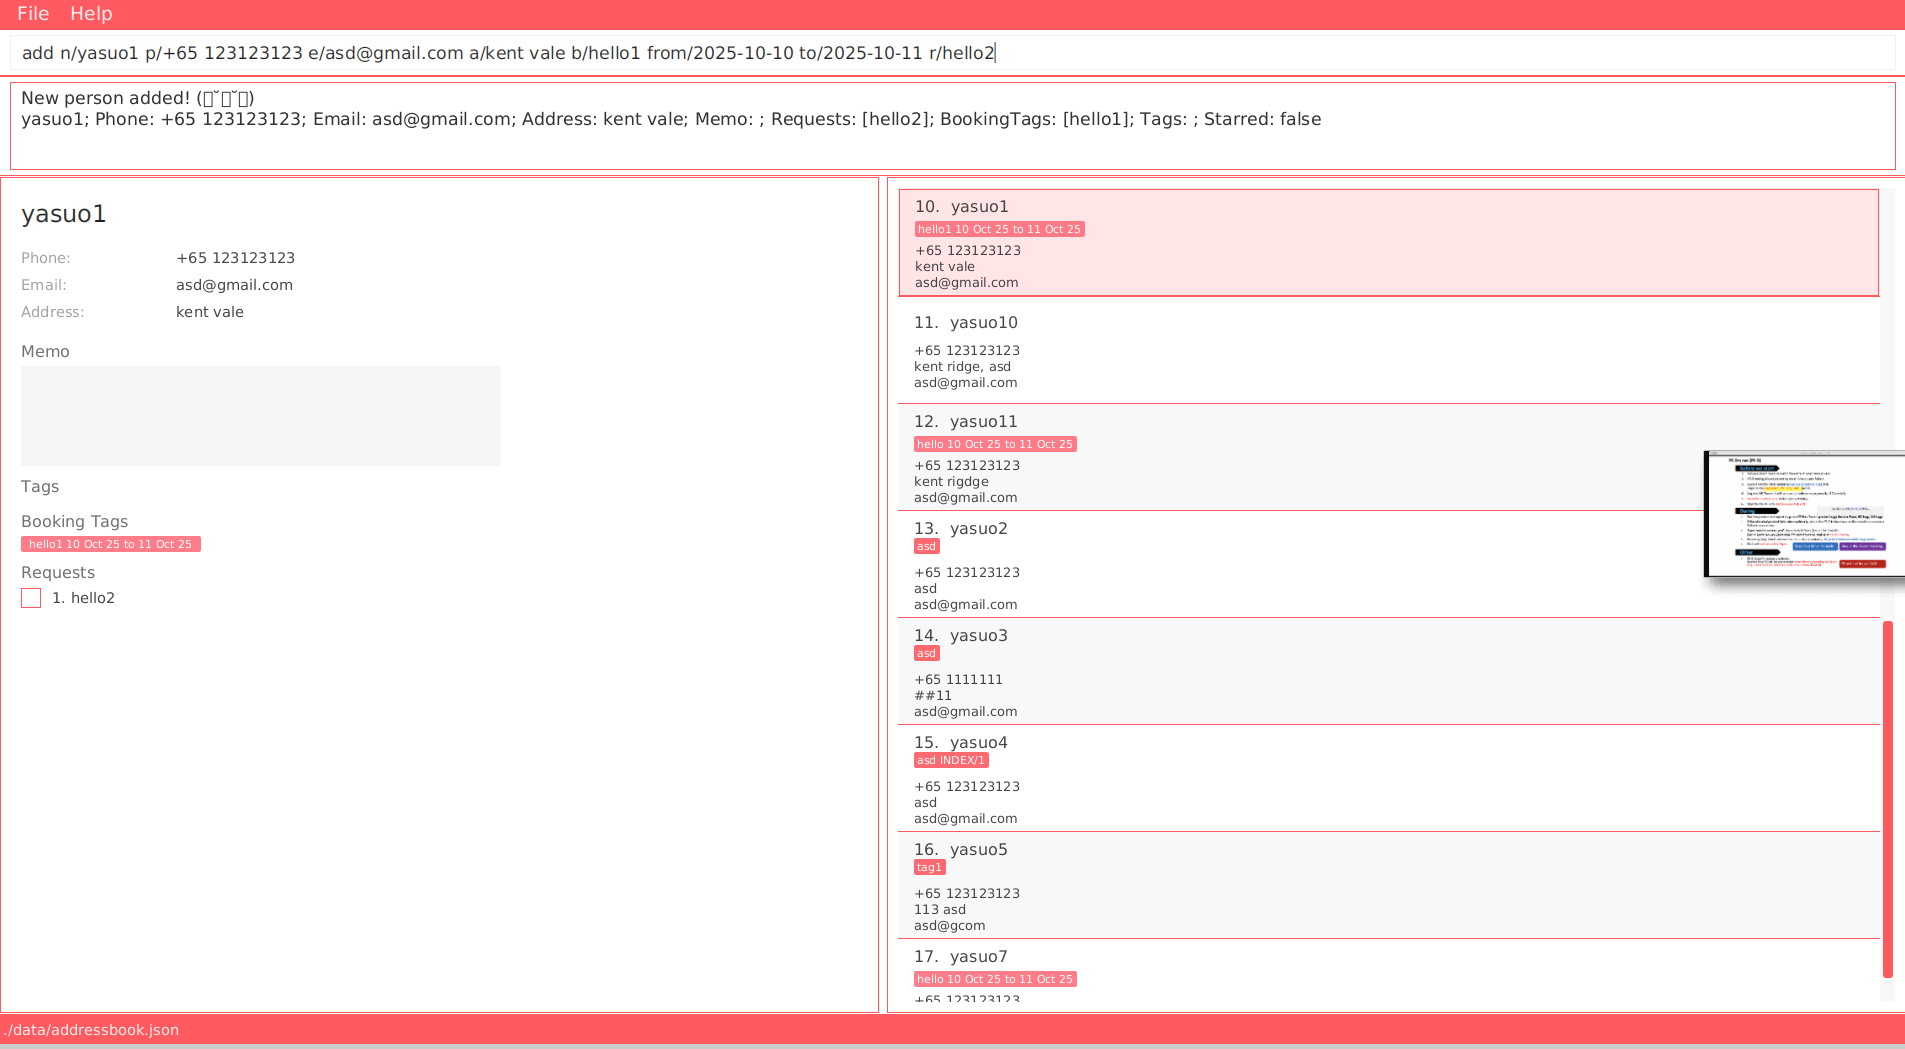 File Help
add n/yasuo1 p/+65 123123123 e/asd@gmail.com a/kent vale b/hello1 from/2025-10-10 to/2025-10-11 r/hello2
New person added! (˘˘)
yasuo1; Phone: +65 123123123; Email: asd@gmail.com; Address: kent vale; Memo: ; Requests: [hello2]; BookingTags: [hello1]; Tags: ; Starred: false
yasuo1
Phone: +65 123123123
Email: asd@gmail.com
Address: kent vale
Memo
Tags
Booking Tags
hello1 10 Oct 25 to 11 Oct 25
Requests
1. hello2
10. yasuo1
hello1 10 Oct 25 to 11 Oct 25
+65 123123123
kent vale
asd@gmail.com
11. yasuo10
+65 123123123
kent ridge, asd
asd@gmail.com
12. yasuo11
hello 10 Oct 25 to 11 Oct 25
+65 123123123
kent rigdge
asd@gmail.com
13. yasuo2
asd
+65 123123123
asd
asd@gmail.com
14. yasuo3
asd
+65 1111111
##11
asd@gmail.com
15. yasuo4
asd INDEX/1
+65 123123123
asd
asd@gmail.com
16. yasuo5
tag1
+65 123123123
113 asd
asd@gcom
17. yasuo7
hello 10 Oct 25 to 11 Oct 25
+65 123123123
./data/addressbook.json